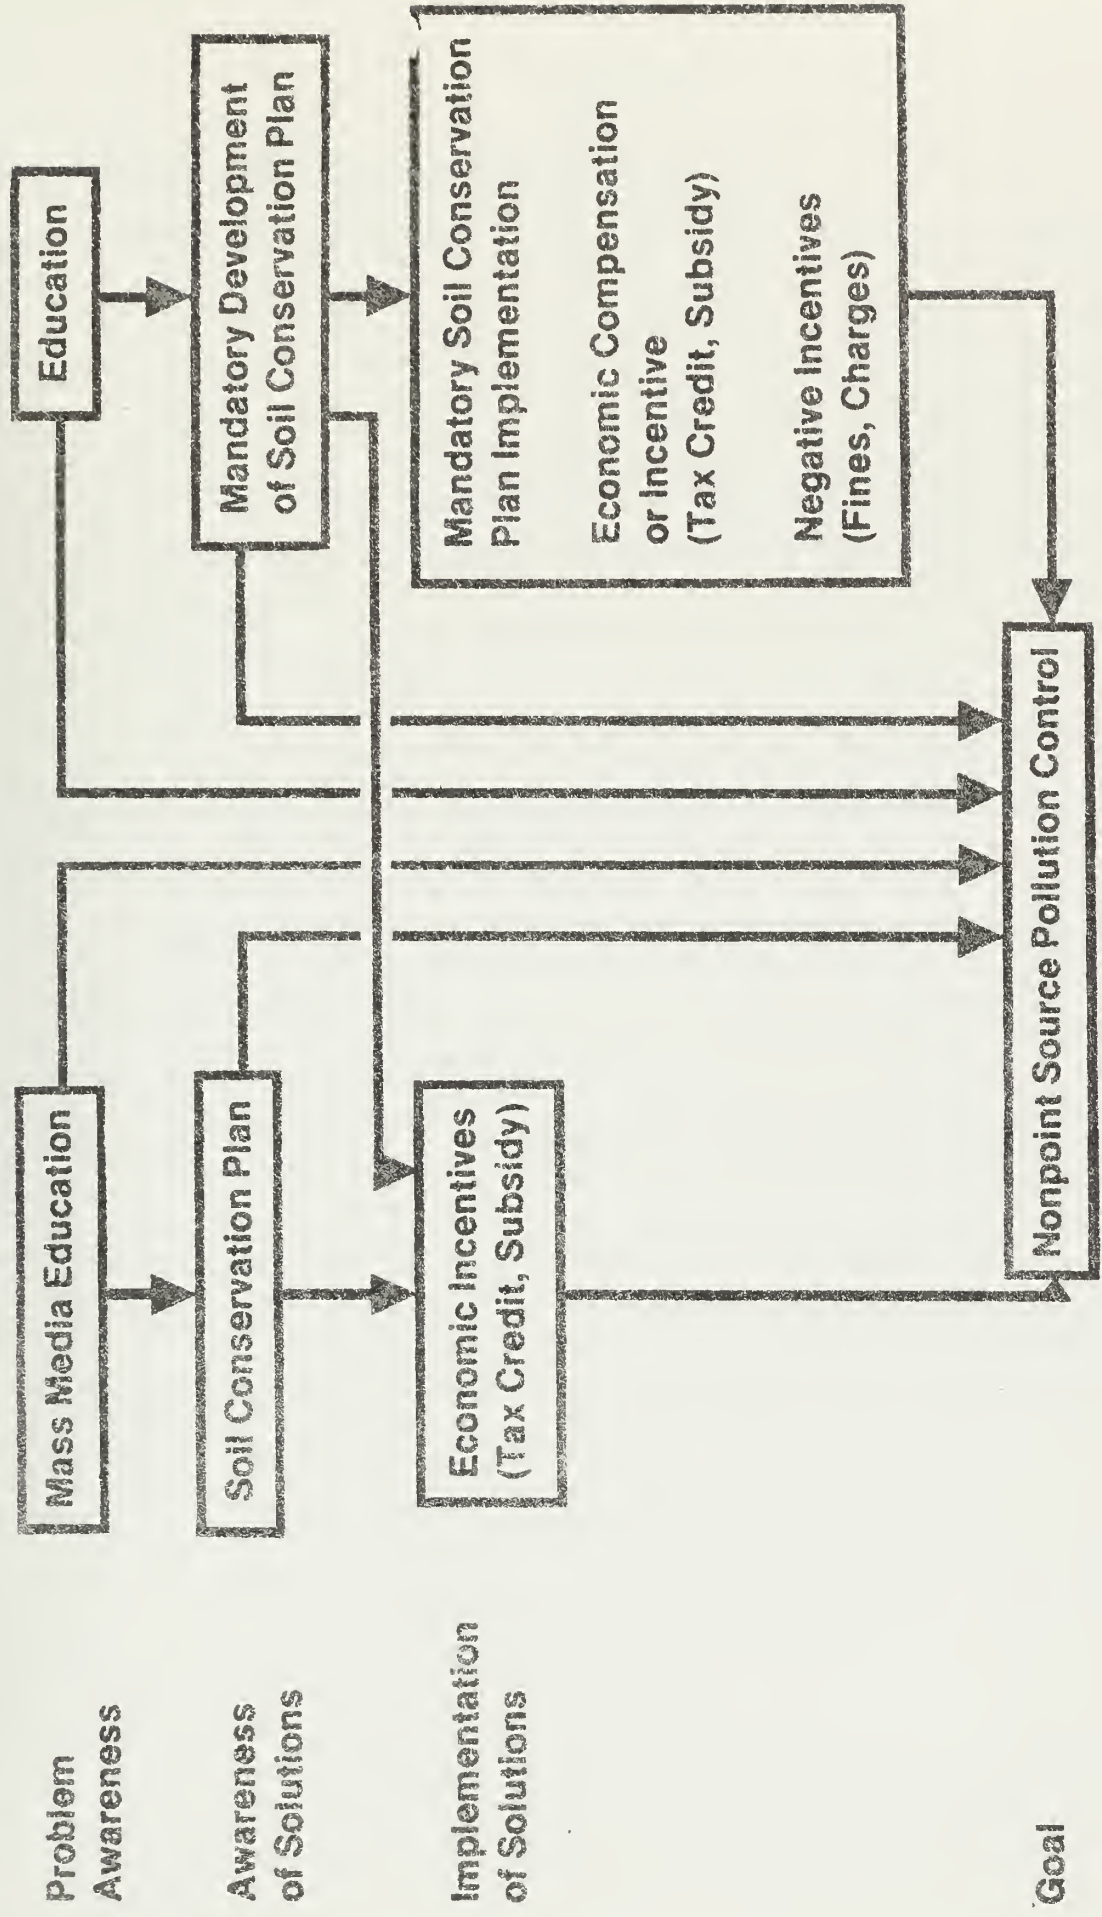 Problem
Awareness
Mass Media Education
Education
Awareness
of Solutions
Soil Conservation Plan
Mandatory Development
of Soil Conservation Plan
Implementation
of Solutions
Economic Incentives
(Tax Credit, Subsidy)
Mandatory Soil Conservation
Plan Implementation
Economic Compensation
or Incentive
(Tax Credit, Subsidy)
Negative Incentives
(Fines, Charges)
Goal
Nonpoint Source Pollution Control